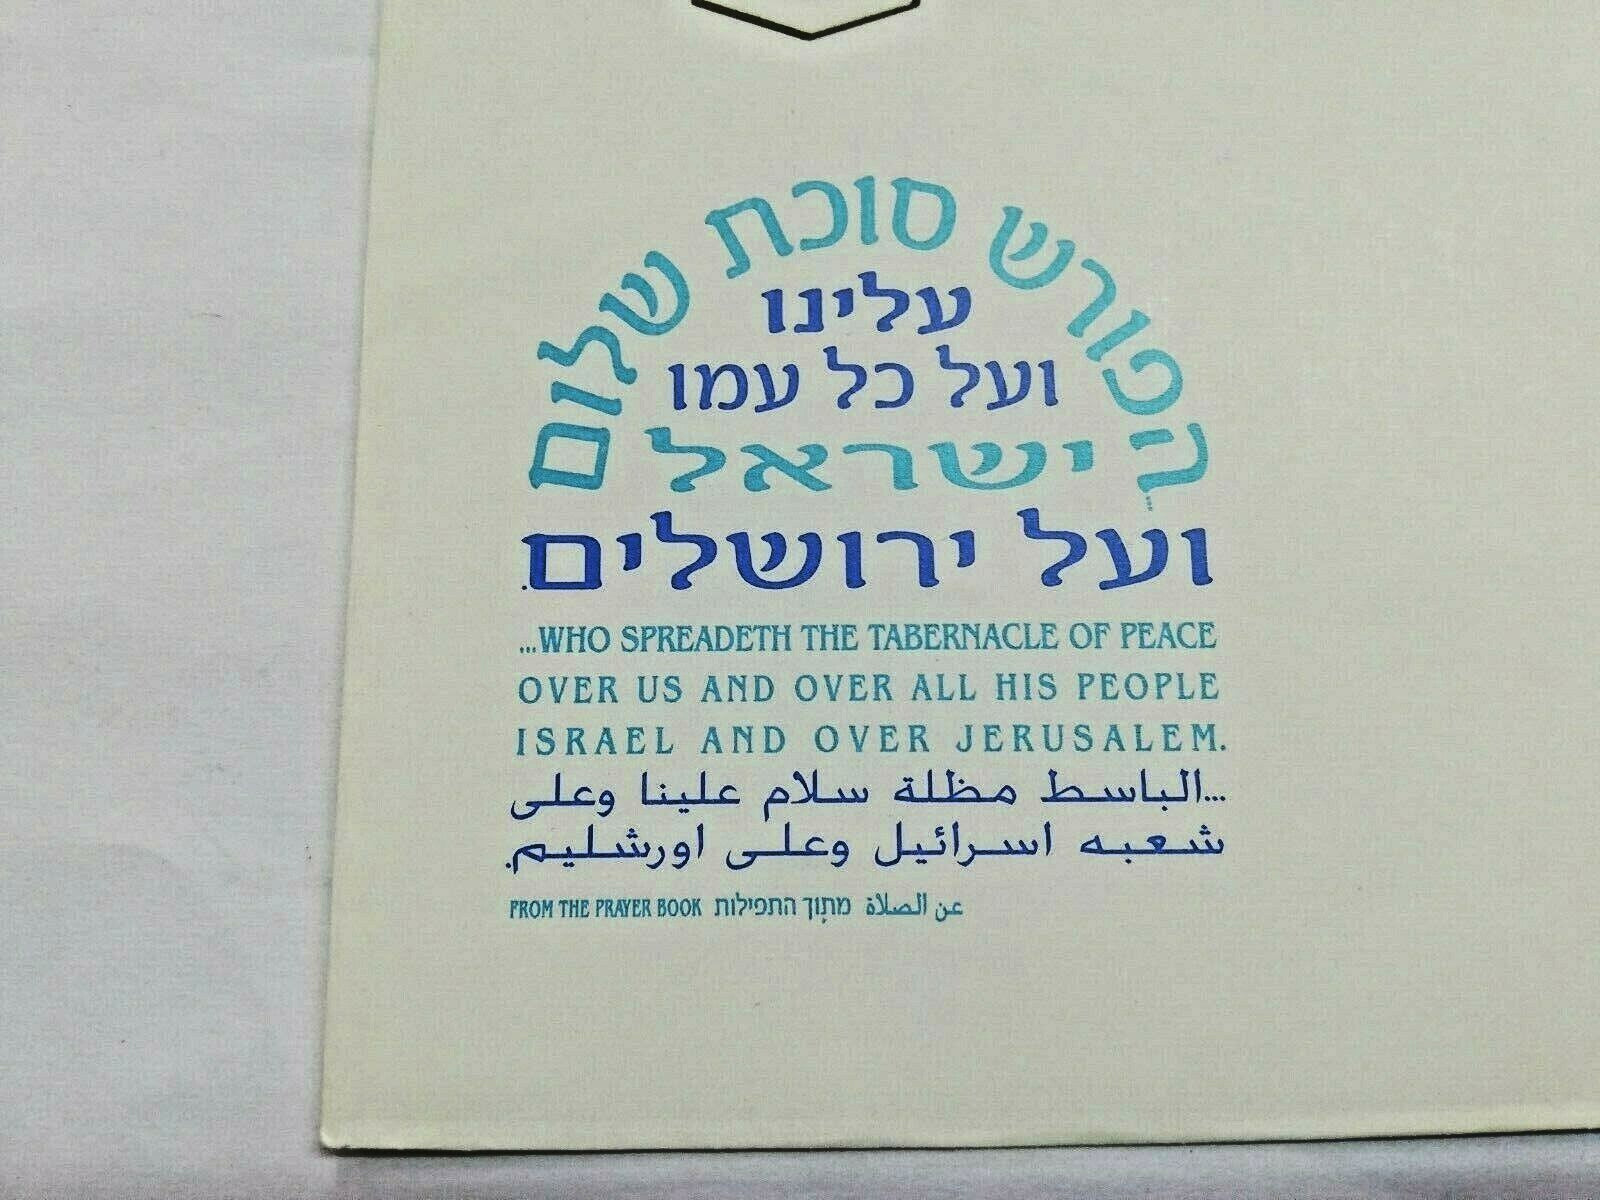 ...הפורש סוכת שלום
עלינו
ועל כל עמו
ישראל
ועל ירושלים.
...WHO SPREADETH THE TABERNACLE OF PEACE
OVER US AND OVER ALL HIS PEOPLE
ISRAEL AND OVER JERUSALEM.
...الباسط مظلة سلام علينا وعلى
شعبه اسرائيل وعلى اورشليم.
FROM THE PRAYER BOOK מתוך התפילות عن الصلاة